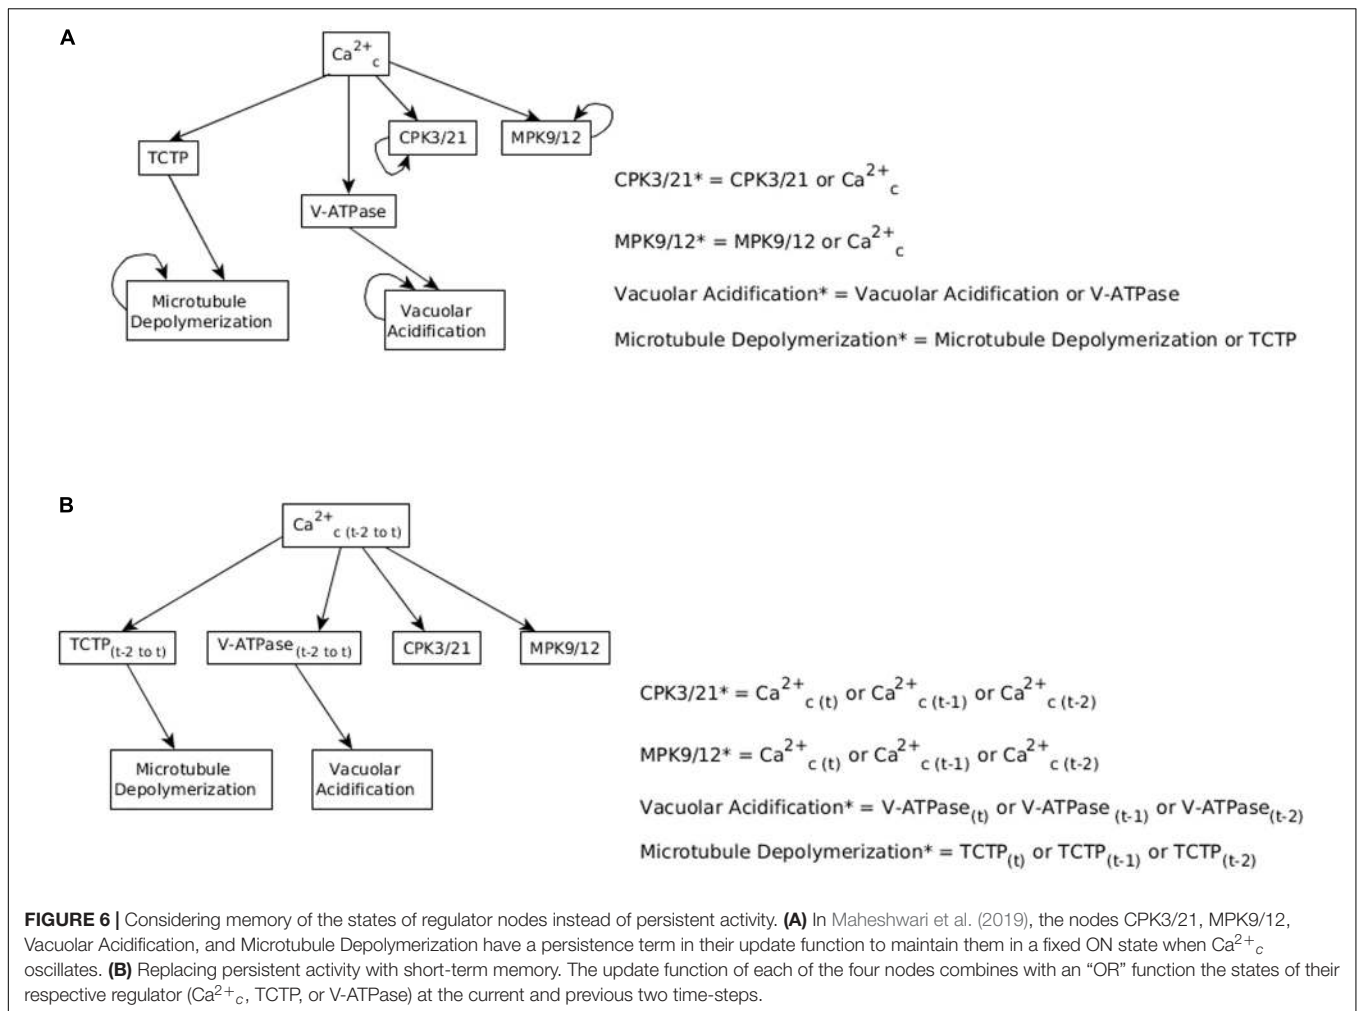 A
Ca2+c
TCTP
CPK3/21
MPK9/12
V-ATPase
Microtubule
Depolymerization
Vacuolar
Acidification
CPK3/21* = CPK3/21 or Ca2+c
MPK9/12* = MPK9/12 or Ca2+c
Vacuolar Acidification* = Vacuolar Acidification or V-ATPase
Microtubule Depolymerization* = Microtubule Depolymerization or TCTP
B
Ca2+c (t-2 to t)
TCTP(t-2 to t)
V-ATPase(t-2 to t)
CPK3/21
MPK9/12
Microtubule
Depolymerization
Vacuolar
Acidification
CPK3/21* = Ca2+c (t) or Ca2+c (t-1) or Ca2+c (t-2)
MPK9/12* = Ca2+c (t) or Ca2+c (t-1) or Ca2+c (t-2)
Vacuolar Acidification* = V-ATPase(t) or V-ATPase (t-1) or V-ATPase(t-2)
Microtubule Depolymerization* = TCTP(t) or TCTP(t-1) or TCTP(t-2)
FIGURE 6 | Considering memory of the states of regulator nodes instead of persistent activity. (A) In Maheshwari et al. (2019), the nodes CPK3/21, MPK9/12,
Vacuolar Acidification, and Microtubule Depolymerization have a persistence term in their update function to maintain them in a fixed ON state when Ca2+c
oscillates. (B) Replacing persistent activity with short-term memory. The update function of each of the four nodes combines with an “OR” function the states of their
respective regulator (Ca2+c, TCTP, or V-ATPase) at the current and previous two time-steps.